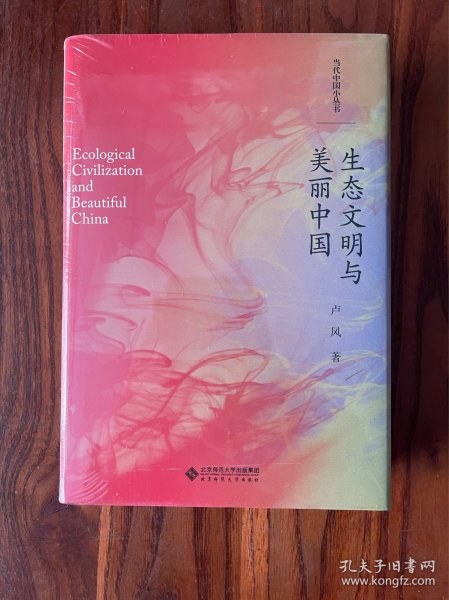 当代中国小丛书
生态文明与
美丽中国
卢风 著
Ecological
Civilization
and
Beautiful
China
北京师范大学出版集团
北京师范大学出版社
孔夫子旧书网
www.kongfz.com